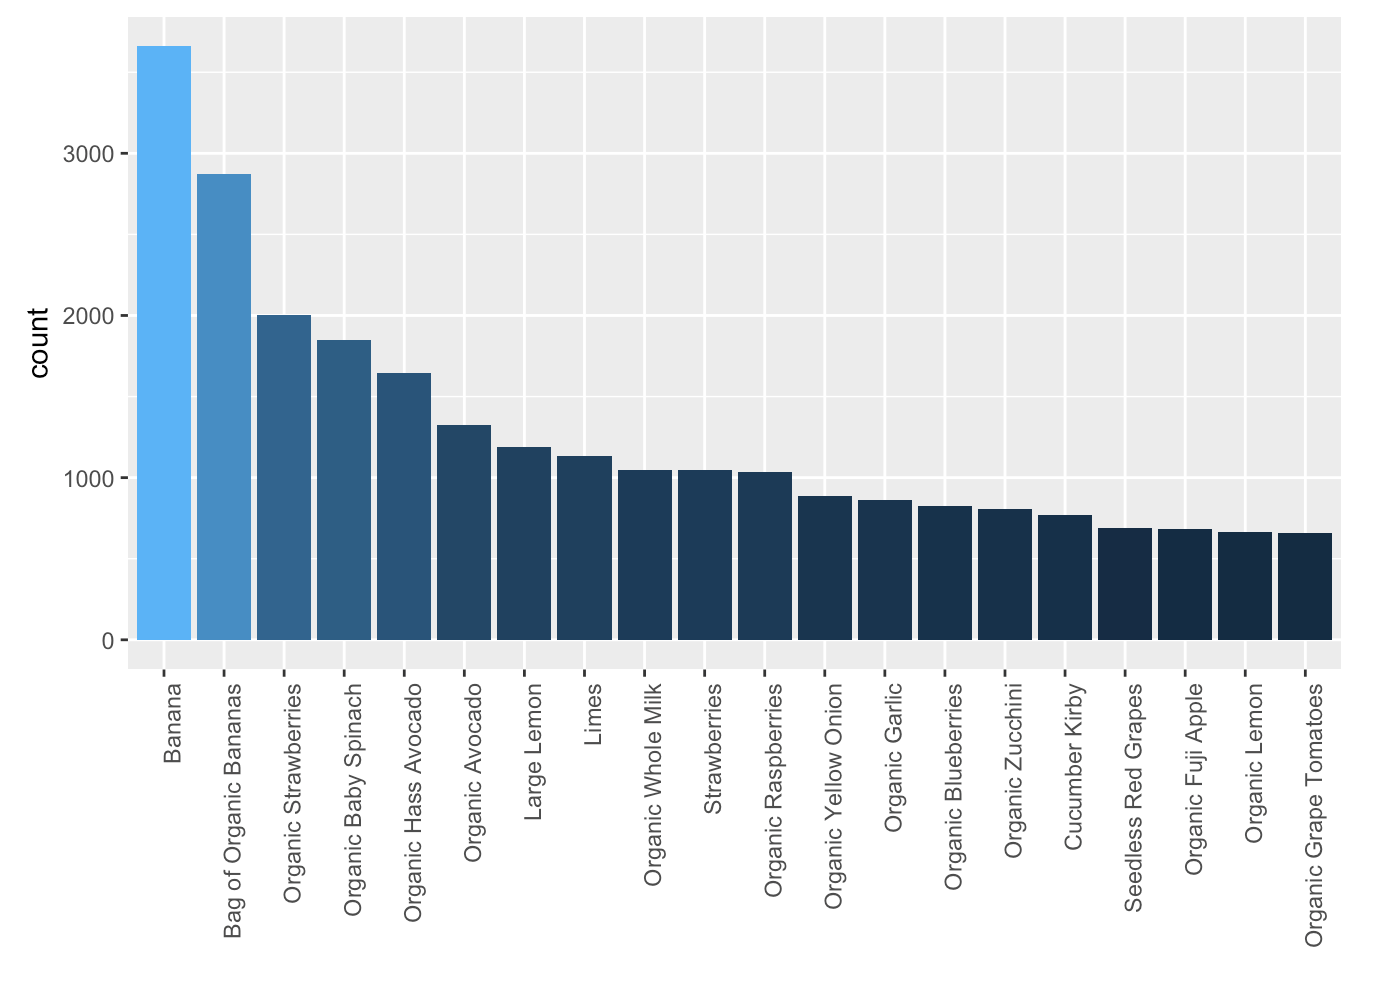 count
3000
2000
1000
0
Banana
Bag of Organic Bananas
Organic Strawberries
Organic Baby Spinach
Organic Hass Avocado
Organic Avocado
Large Lemon
Limes
Organic Whole Milk
Strawberries
Organic Raspberries
Organic Yellow Onion
Organic Garlic
Organic Blueberries
Organic Zucchini
Cucumber Kirby
Seedless Red Grapes
Organic Fuji Apple
Organic Lemon
Organic Grape Tomatoes